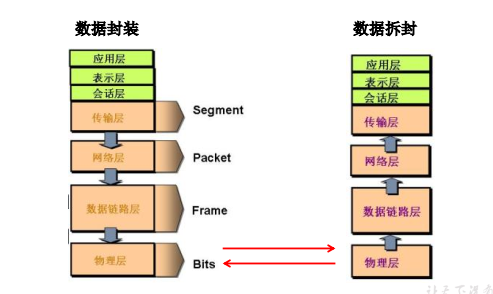 数据封装
数据拆封
应用层
表示层
会话层
传输层
Segment
网络层
Packet
数据链路层
Frame
物理层
Bits
应用层
表示层
会话层
传输层
网络层
数据链路层
物理层